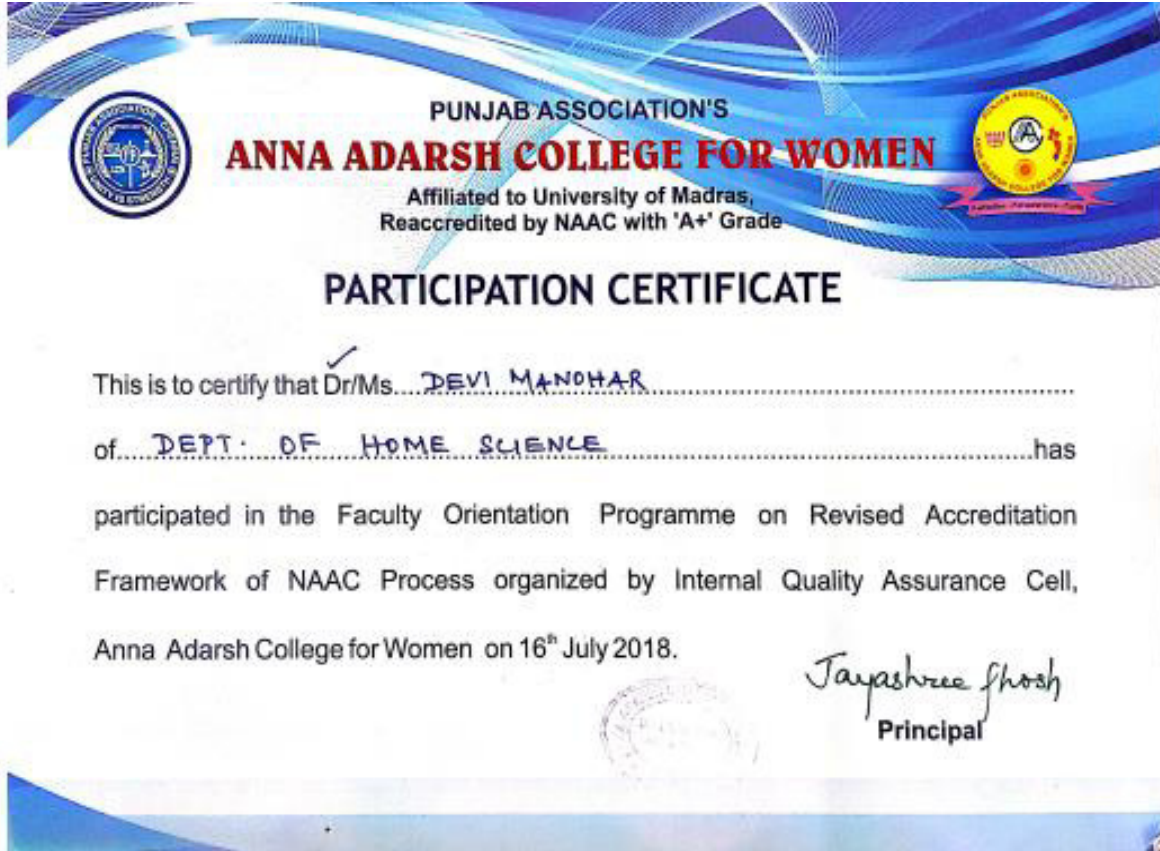 PUNJAB ASSOCIATION'S
ANNA ADARSH COLLEGE FOR WOMEN
Affiliated to University of Madras,
Reaccredited by NAAC with 'A+' Grade
PARTICIPATION CERTIFICATE
This is to certify that Dr/Ms....DEVI MANOHAR
of....DEPT. OF HOME SCIENCE....has
participated in the Faculty Orientation Programme on Revised Accreditation
Framework of NAAC Process organized by Internal Quality Assurance Cell,
Anna Adarsh College for Women on 16th July 2018.
Jayashree Ghosh
Principal